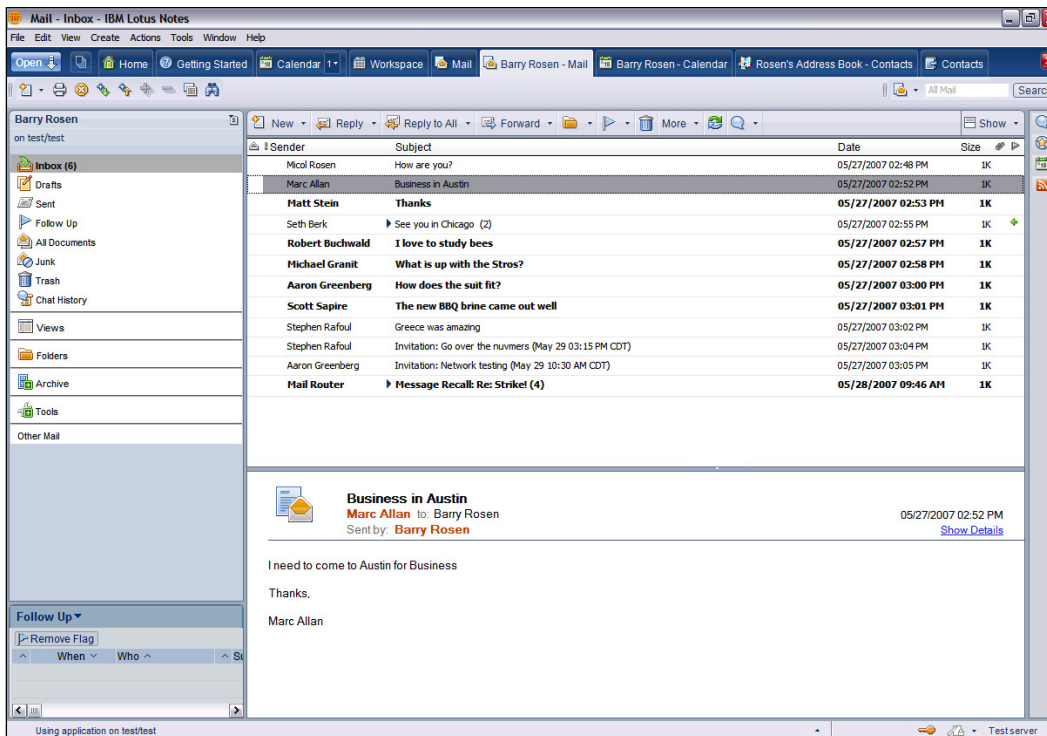 Mail - Inbox - IBM Lotus Notes
File Edit View Create Actions Tools Window Help
Open Home Getting Started Calendar 1 Workspace Mail Barry Rosen - Mail Barry Rosen - Calendar Rosen's Address Book - Contacts Contacts
All Mail Searc
Barry Rosen
on test/test
New Reply Reply to All Forward More Show
Sender Subject Date Size
Inbox (6)
Drafts
Sent
Follow Up
All Documents
Junk
Trash
Chat History
Views
Folders
Archive
Tools
Other Mail
Micol Rosen How are you? 05/27/2007 02:48 PM 1K
Marc Allan Business in Austin 05/27/2007 02:52 PM 1K
Matt Stein Thanks 05/27/2007 02:53 PM 1K
Seth Berk See you in Chicago (2) 05/27/2007 02:55 PM 1K
Robert Buchwald I love to study bees 05/27/2007 02:57 PM 1K
Michael Granit What is up with the Stros? 05/27/2007 02:58 PM 1K
Aaron Greenberg How does the suit fit? 05/27/2007 03:00 PM 1K
Scott Sapire The new BBQ brine came out well 05/27/2007 03:01 PM 1K
Stephen Rafoul Greece was amazing 05/27/2007 03:02 PM 1K
Stephen Rafoul Invitation: Go over the nuvmers (May 29 03:15 PM CDT) 05/27/2007 03:04 PM 1K
Aaron Greenberg Invitation: Network testing (May 29 10:30 AM CDT) 05/27/2007 03:05 PM 1K
Mail Router Message Recall: Re: Strike! (4) 05/28/2007 09:46 AM 1K
Business in Austin
Marc Allan to: Barry Rosen 05/27/2007 02:52 PM
Sent by: Barry Rosen Show Details
I need to come to Austin for Business
Thanks,
Marc Allan
Follow Up
Remove Flag
When Who Su
Using application on test/test Testserver